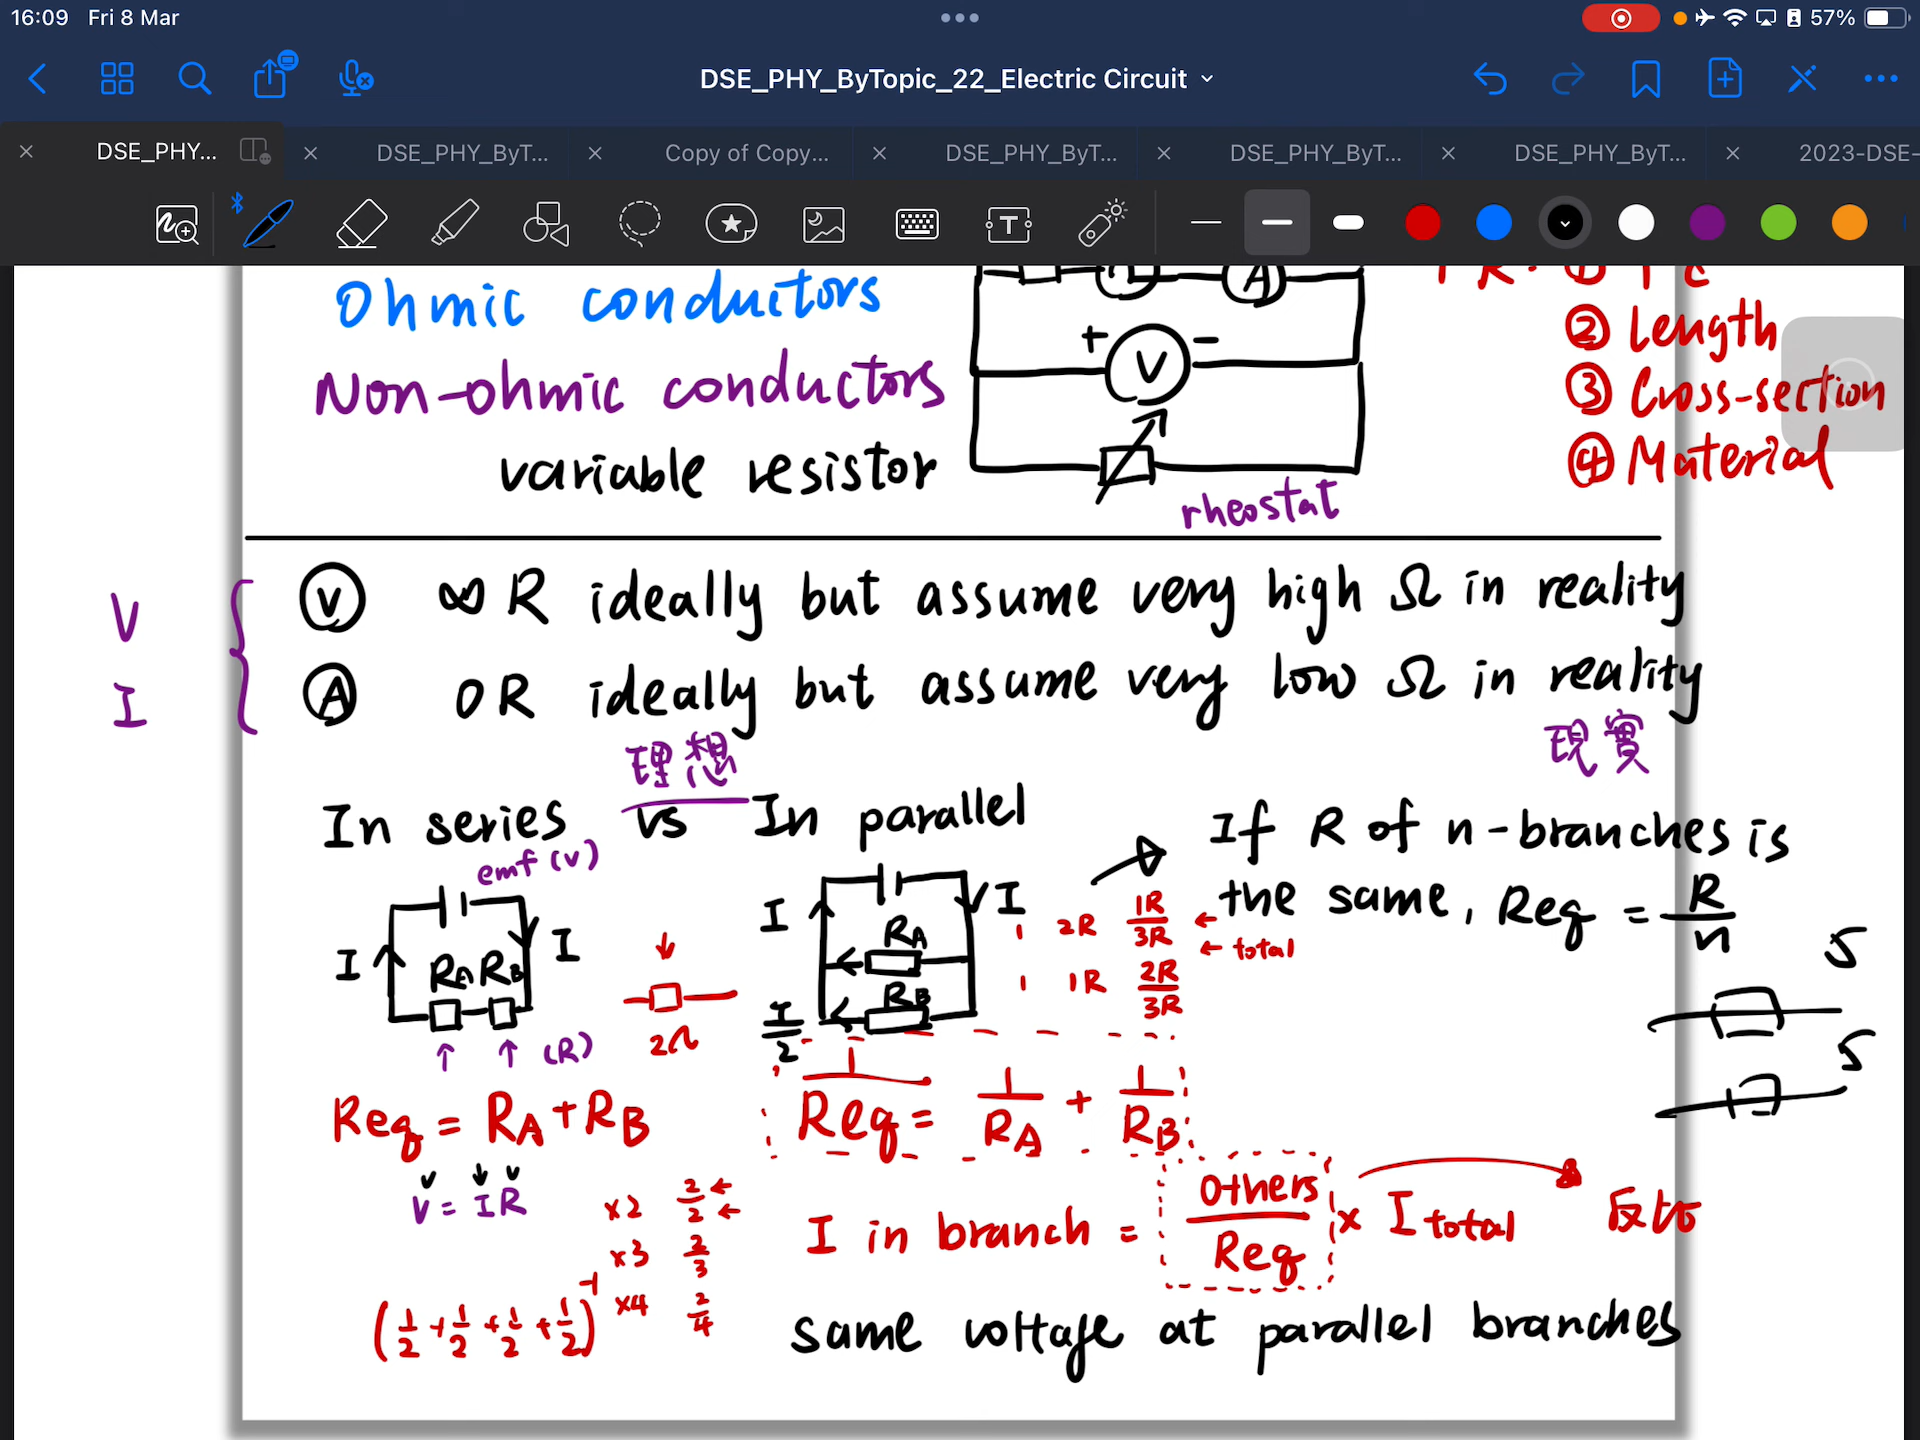 16:09 Fri 8 Mar
57%
DSE_PHY_ByTopic_22_Electric Circuit
DSE_PHY...
DSE_PHY_ByT...
Copy of Copy...
DSE_PHY_ByT...
DSE_PHY_ByT...
DSE_PHY_ByT...
2023-DSE-
T
Ohmic conductors
Non-ohmic conductors
variable resistor
A
+ V −
rheostat
② Length
③ Cross-section
④ Material
V
I
V ∞ R ideally but assume very high Ω in reality
A 0R ideally but assume very low Ω in reality
理想
現實
In series vs In parallel
emf (V)
I
I
RA RB
(R)
2Ω
I
I
RA
RB
I/2
1 2R 1R/3R ←
← total
1 1R 2R/3R
If R of n-branches is
the same, Req = R/n
5
5
Req = RA + RB
V = IR
×2 2/2
×3 2/3
×4 2/4
(1/2 + 1/2 + 1/2 + 1/2)^-1
1/Req = 1/RA + 1/RB
I in branch = Others/Req × I total
same voltage at parallel branches